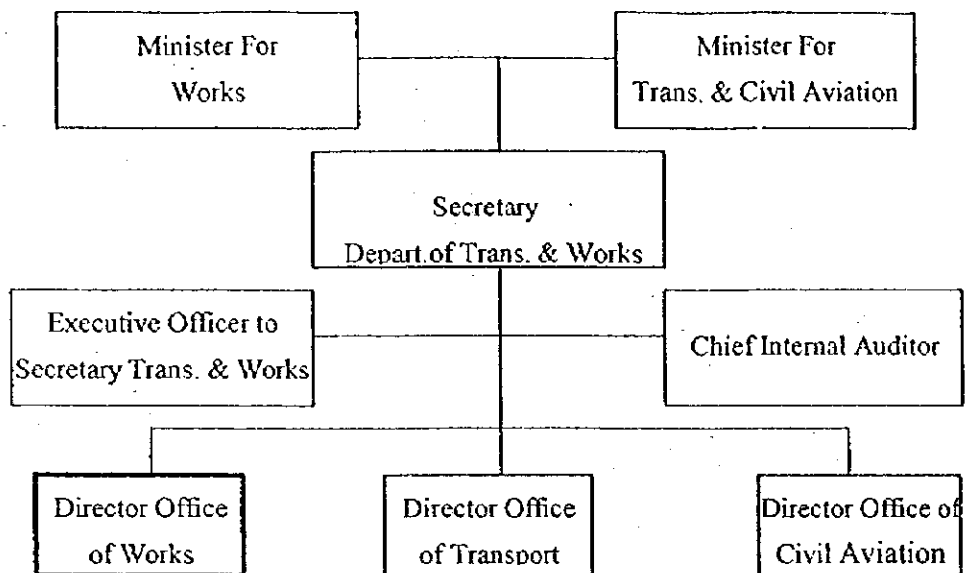 Minister For
Works
Minister For
Trans. & Civil Aviation
Secretary
Depart.of Trans. & Works
Executive Officer to
Secretary Trans. & Works
Chief Internal Auditor
Director Office
of Works
Director Office
of Transport
Director Office of
Civil Aviation